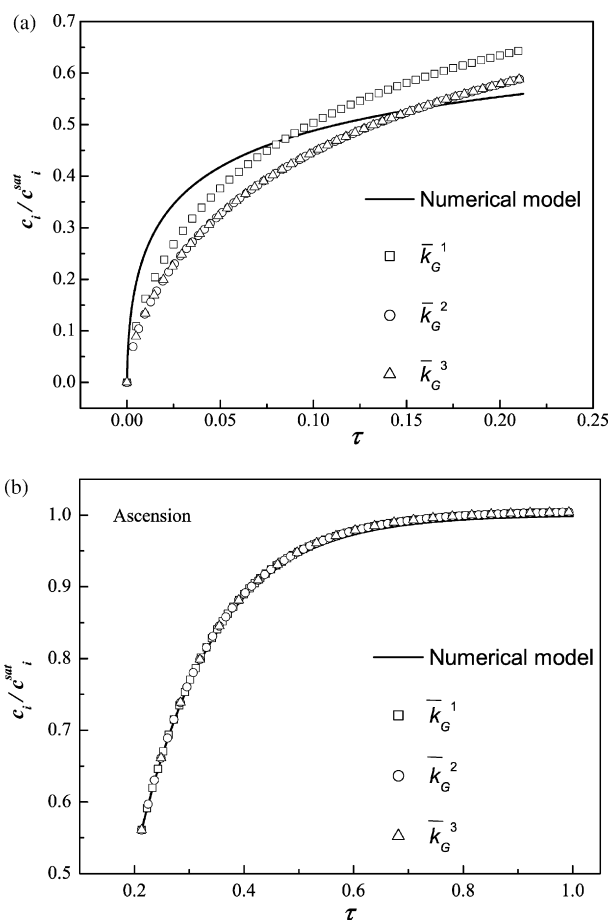 (a)
0.7
0.6
0.5
0.4
0.3
0.2
0.1
0.0
c_i / c^{sat}_i
Numerical model
k̄_G^1
k̄_G^2
k̄_G^3
0.00 0.05 0.10 0.15 0.20 0.25
τ
(b)
Ascension
1.0
0.9
0.8
0.7
0.6
0.5
c_i / c^{sat}_i
Numerical model
k̄_G^1
k̄_G^2
k̄_G^3
0.2 0.4 0.6 0.8 1.0
τ